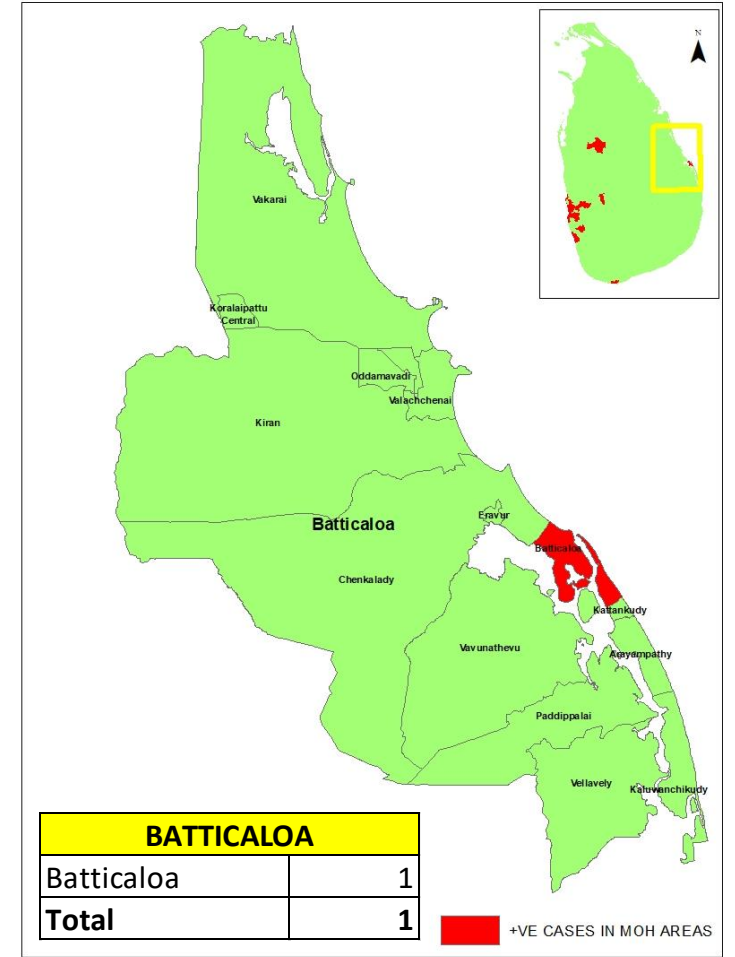 N
Vakarai
Koralaipattu
Central
Oddamavadi
Valachchenai
Kiran
Eravur
Batticaloa
Batticaloa
Chenkalady
Kattankudy
Vavunathevu
Arayampathy
Paddippalai
Vellavely
Kaluwanchikudy
BATTICALOA
Batticaloa 1
Total 1
+VE CASES IN MOH AREAS